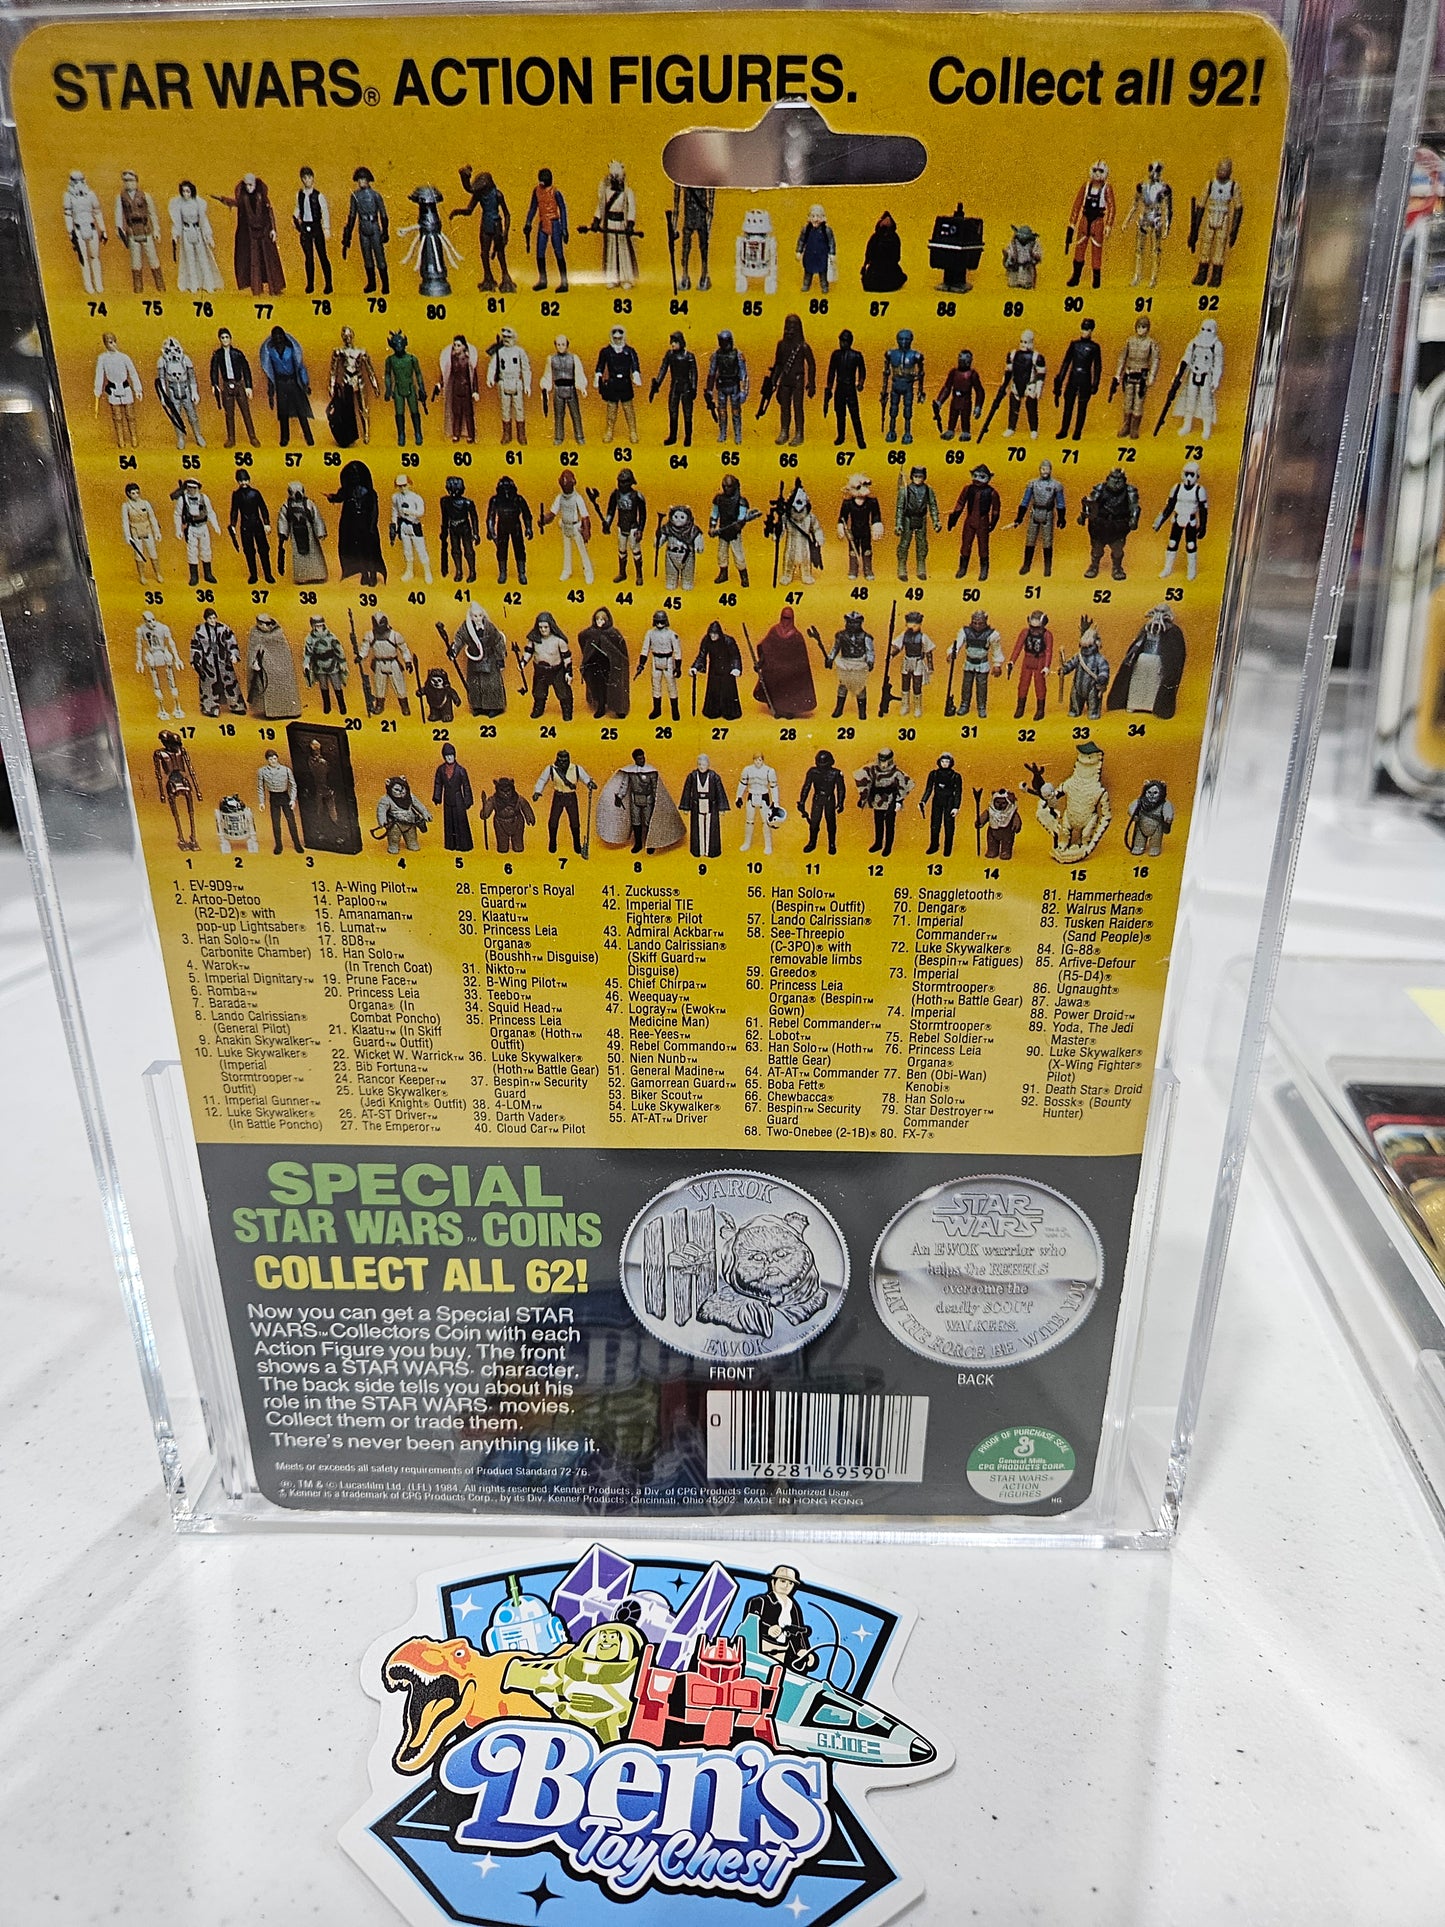 STAR WARS® ACTION FIGURES. Collect all 92!
74 75 76 77 78 79 80 81 82 83 84 85 86 87 88 89 90 91 92
54 55 56 57 58 59 60 61 62 63 64 65 66 67 68 69 70 71 72 73
35 36 37 38 39 40 41 42 43 44 45 46 47 48 49 50 51 52 53
17 18 19 20 21 22 23 24 25 26 27 28 29 30 31 32 33 34
1 2 3 4 5 6 7 8 9 10 11 12 13 14 15 16
1. EV-9D9™
2. Artoo-Detoo
(R2-D2)® with
pop-up Lightsaber®
3. Han Solo™ (In
Carbonite Chamber)
4. Warok™
5. Imperial Dignitary™
6. Romba™
7. Barada™
8. Lando Calrissian®
(General Pilot)
9. Anakin Skywalker™
10. Luke Skywalker®
(Imperial
Stormtrooper™
Outfit)
11. Imperial Gunner™
12. Luke Skywalker®
(In Battle Poncho)
13. A-Wing Pilot™
14. Paploo™
15. Amanaman™
16. Lumat™
17. 8D8™
18. Han Solo™
(In Trench Coat)
19. Prune Face™
20. Princess Leia
Organa® (In
Combat Poncho)
21. Klaatu™ (In Skiff
Guard™ Outfit)
22. Wicket W. Warrick™
23. Bib Fortuna™
24. Rancor Keeper™
25. Luke Skywalker®
(Jedi Knight® Outfit)
26. AT-ST Driver™
27. The Emperor™
28. Emperor's Royal
Guard™
29. Klaatu™
30. Princess Leia
Organa®
(Boushh™ Disguise)
31. Nikto™
32. B-Wing Pilot™
33. Teebo™
34. Squid Head™
35. Princess Leia
Organa® (Hoth™
Outfit)
36. Luke Skywalker®
(Hoth™ Battle Gear)
37. Bespin™ Security
Guard
38. 4-LOM™
39. Darth Vader®
40. Cloud Car™ Pilot
41. Zuckuss®
42. Imperial TIE
Fighter® Pilot
43. Admiral Ackbar™
44. Lando Calrissian®
(Skiff Guard™
Disguise)
45. Chief Chirpa™
46. Weequay™
47. Logray™ (Ewok™
Medicine Man)
48. Ree-Yees™
49. Rebel Commando™
50. Nien Nunb™
51. General Madine™
52. Gamorrean Guard™
53. Biker Scout™
54. Luke Skywalker®
55. AT-AT™ Driver
56. Han Solo™
(Bespin™ Outfit)
57. Lando Calrissian®
58. See-Threepio
(C-3PO)® with
removable limbs
59. Greedo®
60. Princess Leia
Organa® (Bespin™
Gown)
61. Rebel Commander™
62. Lobot™
63. Han Solo™ (Hoth™
Battle Gear)
64. AT-AT™ Commander
65. Boba Fett®
66. Chewbacca®
67. Bespin™ Security
Guard
68. Two-Onebee (2-1B)®
69. Snaggletooth®
70. Dengar®
71. Imperial
Commander™
72. Luke Skywalker®
(Bespin™ Fatigues)
73. Imperial
Stormtrooper®
(Hoth™ Battle Gear)
74. Imperial
Stormtrooper®
75. Rebel Soldier™
76. Princess Leia
Organa®
77. Ben (Obi-Wan)
Kenobi®
78. Han Solo™
79. Star Destroyer™
Commander
80. FX-7®
81. Hammerhead®
82. Walrus Man®
83. Tusken Raider®
(Sand People)®
84. IG-88®
85. Arfive-Defour
(R5-D4)®
86. Ugnaught®
87. Jawa®
88. Power Droid™
89. Yoda, The Jedi
Master®
90. Luke Skywalker®
(X-Wing Fighter®
Pilot)
91. Death Star® Droid
92. Bossk® (Bounty
Hunter)
SPECIAL
STAR WARS™ COINS
COLLECT ALL 62!
Now you can get a Special STAR
WARS™ Collectors Coin with each
Action Figure you buy. The front
shows a STAR WARS® character.
The back side tells you about his
role in the STAR WARS® movies.
Collect them or trade them.
There's never been anything like it.
Meets or exceeds all safety requirements of Product Standard 72-76.
®, TM & © Lucasfilm Ltd. (LFL) 1984. All rights reserved. Kenner Products, a Div. of CPG Products Corp., Authorized User.
Kenner is a trademark of CPG Products Corp., by its Div. Kenner Products, Cincinnati, Ohio 45202. MADE IN HONG KONG
WAROK
EWOK
FRONT
STAR
WARS
An EWOK warrior who
helps the REBELS
overcome the
deadly SCOUT
WALKERS.
MAY THE FORCE BE WITH YOU
BACK
0 76281 69590
PROOF OF PURCHASE SEAL
General Mills
CPG PRODUCTS CORP.
STAR WARS®
ACTION
FIGURES
HG
G.I. JOE
Ben's
Toy Chest